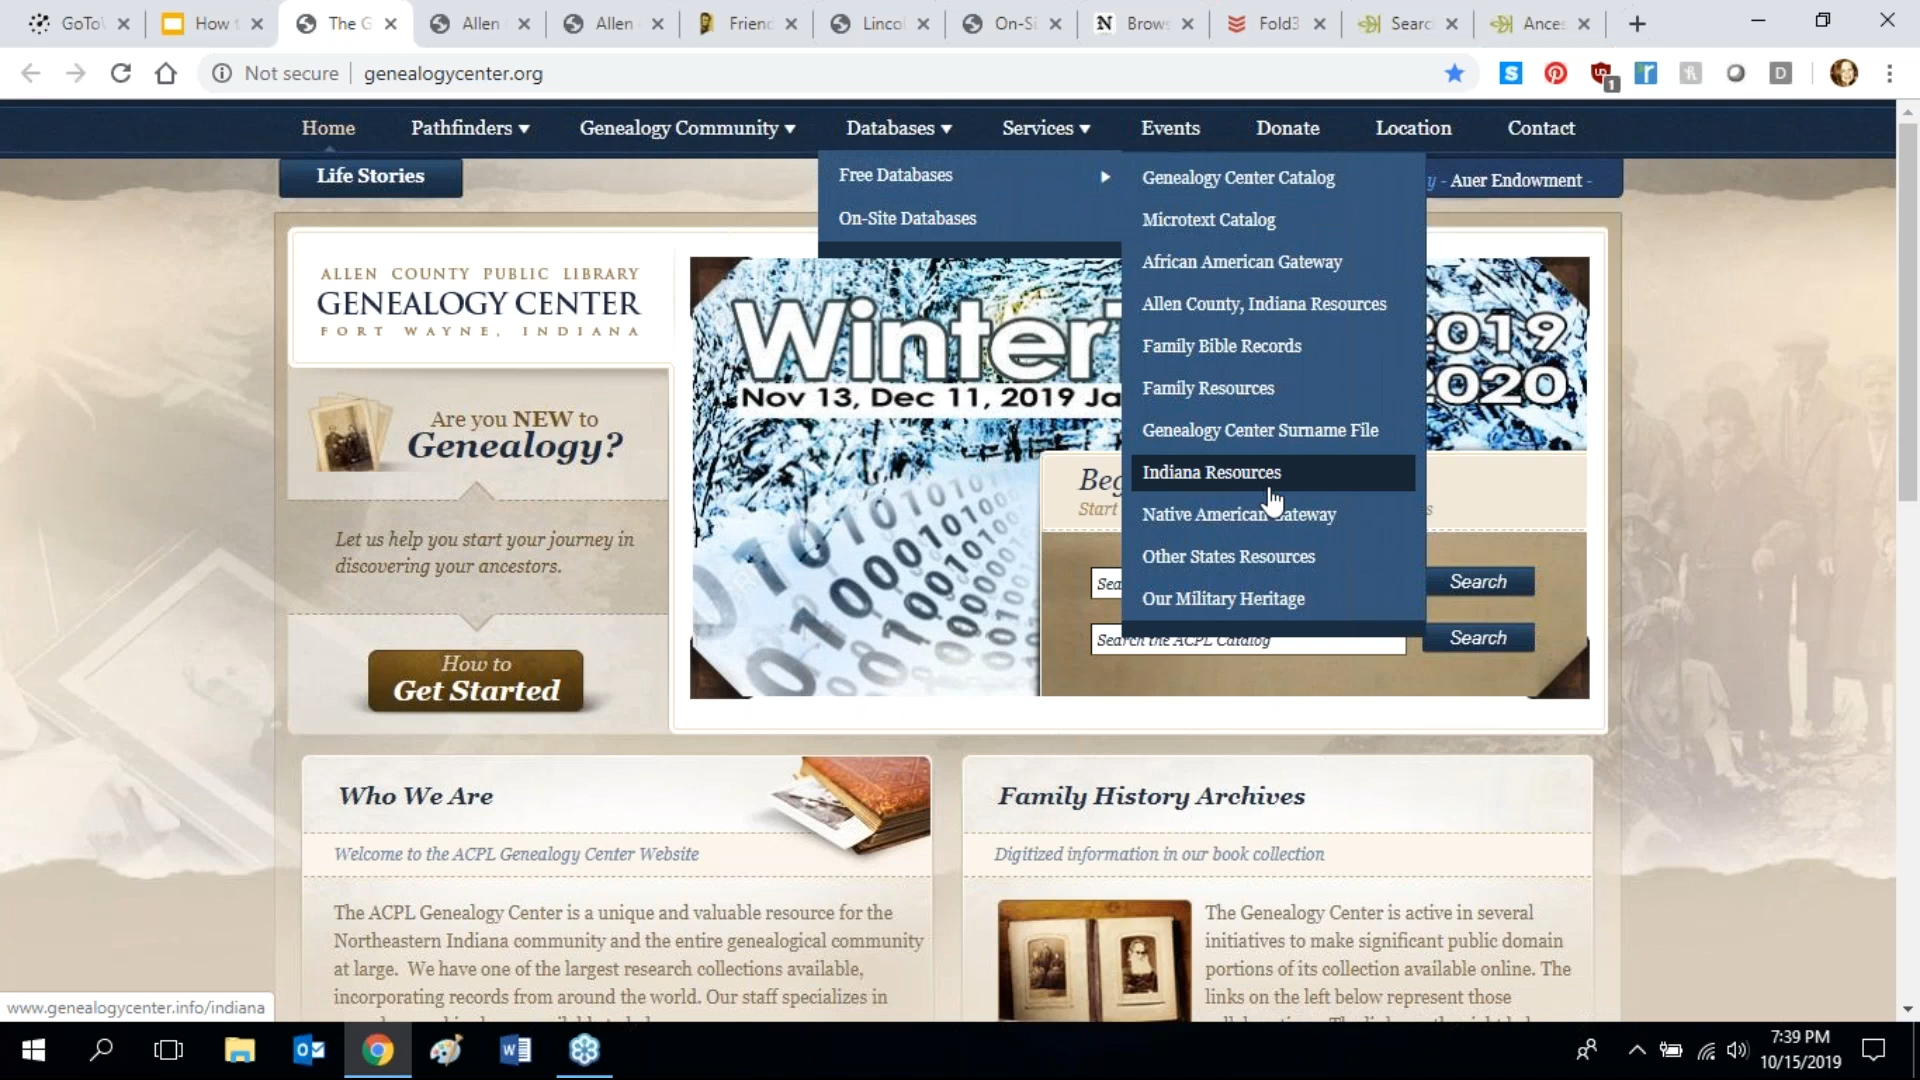 GoTo
How t
The G
Allen
Allen
Friend
Linco
On-Si
Brows
Fold3
Searc
Ances
Not secure
genealogycenter.org
1
Home
Pathfinders
Genealogy Community
Databases
Services
Events
Donate
Location
Contact
Life Stories
Free Databases
On-Site Databases
Genealogy Center Catalog
Microtext Catalog
African American Gateway
Allen County, Indiana Resources
Family Bible Records
Family Resources
Genealogy Center Surname File
Indiana Resources
Native American Gateway
Other States Resources
Our Military Heritage
y - Auer Endowment -
ALLEN COUNTY PUBLIC LIBRARY
GENEALOGY CENTER
FORT WAYNE, INDIANA
Are you NEW to
Genealogy?
Let us help you start your journey in
discovering your ancestors.
How to
Get Started
WinterT 2019
Nov 13, Dec 11, 2019 Ja 2020
Beg
Start s
Sea
Search
Search the ACPL Catalog
Search
Who We Are
Welcome to the ACPL Genealogy Center Website
The ACPL Genealogy Center is a unique and valuable resource for the
Northeastern Indiana community and the entire genealogical community
at large. We have one of the largest research collections available,
incorporating records from around the world. Our staff specializes in
Family History Archives
Digitized information in our book collection
The Genealogy Center is active in several
initiatives to make significant public domain
portions of its collection available online. The
links on the left below represent those
www.genealogycenter.info/indiana
7:39 PM
10/15/2019